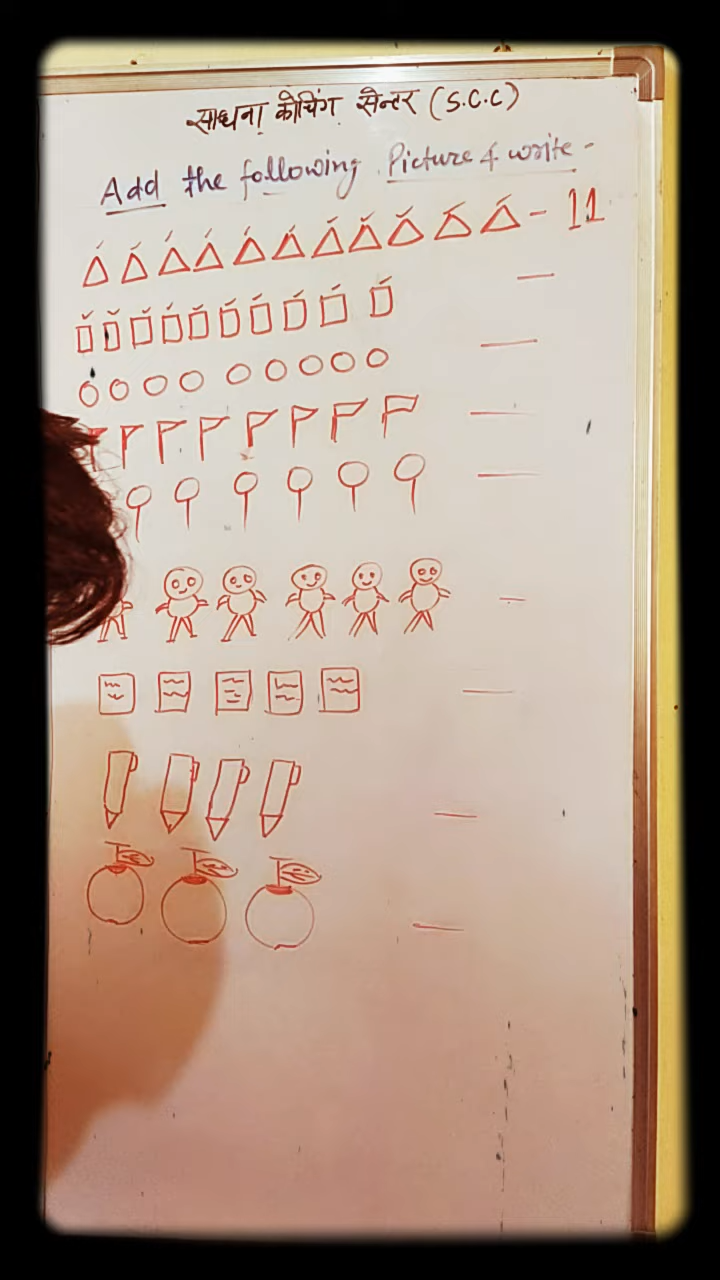 साधना कोचिंग सेन्टर (S.C.C)
Add the following Picture & write -
- 11